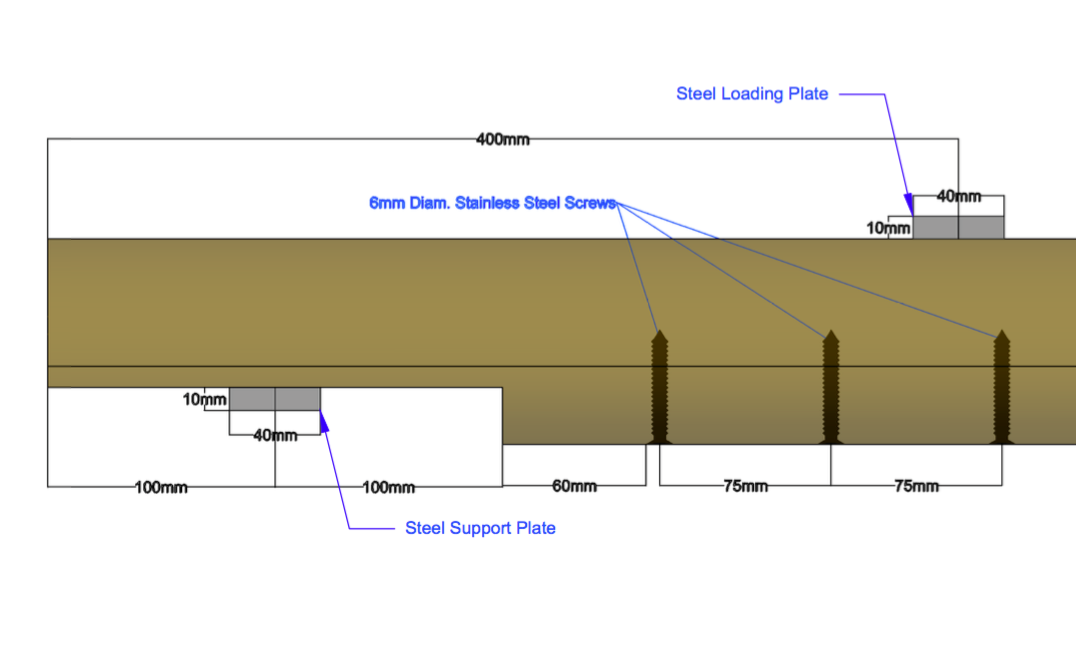 Steel Loading Plate
400mm
40mm
6mm Diam. Stainless Steel Screws
10mm
10mm
40mm
100mm
100mm
60mm
75mm
75mm
Steel Support Plate